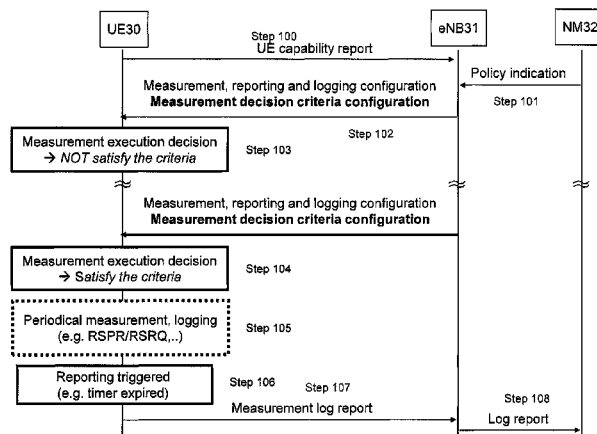 UE30
eNB31
NM32
Step 100
UE capability report
Policy indication
Step 101
Measurement, reporting and logging configuration
Measurement decision criteria configuration
Step 102
Measurement execution decision
→ NOT satisfy the criteria
Step 103
Measurement, reporting and logging configuration
Measurement decision criteria configuration
Measurement execution decision
→ Satisfy the criteria
Step 104
Periodical measurement, logging
(e.g. RSPR/RSRQ,..)
Step 105
Reporting triggered
(e.g. timer expired)
Step 106
Step 107
Measurement log report
Step 108
Log report